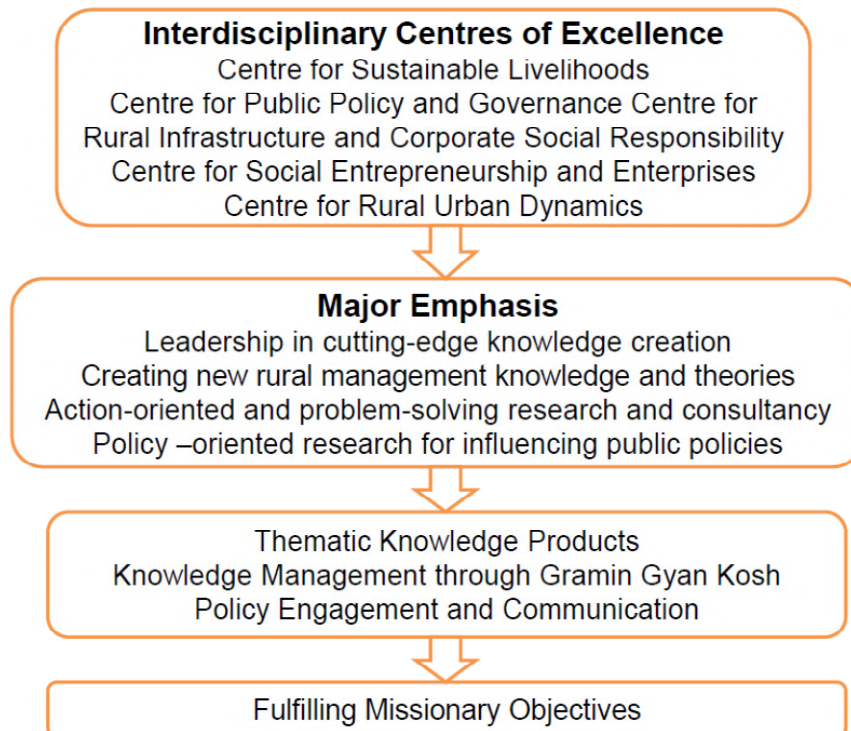 Interdisciplinary Centres of Excellence
Centre for Sustainable Livelihoods
Centre for Public Policy and Governance Centre for
Rural Infrastructure and Corporate Social Responsibility
Centre for Social Entrepreneurship and Enterprises
Centre for Rural Urban Dynamics
Major Emphasis
Leadership in cutting-edge knowledge creation
Creating new rural management knowledge and theories
Action-oriented and problem-solving research and consultancy
Policy –oriented research for influencing public policies
Thematic Knowledge Products
Knowledge Management through Gramin Gyan Kosh
Policy Engagement and Communication
Fulfilling Missionary Objectives